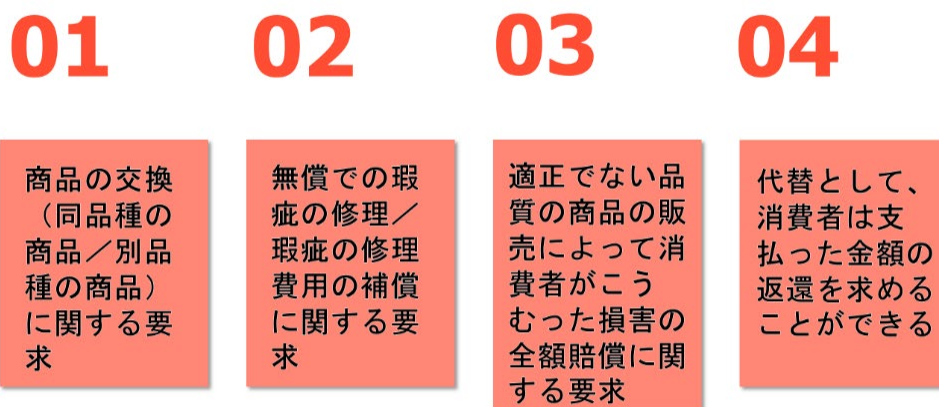 01
商品の交換
（同品種の
商品／別品
種の商品）
に関する要
求
02
無償での瑕
疵の修理／
瑕疵の修理
費用の補償
に関する要
求
03
適正でない品
質の商品の販
売によって消
費者がこう
むった損害の
全額賠償に関
する要求
04
代替として、
消費者は支
払った金額の
返還を求める
ことができる